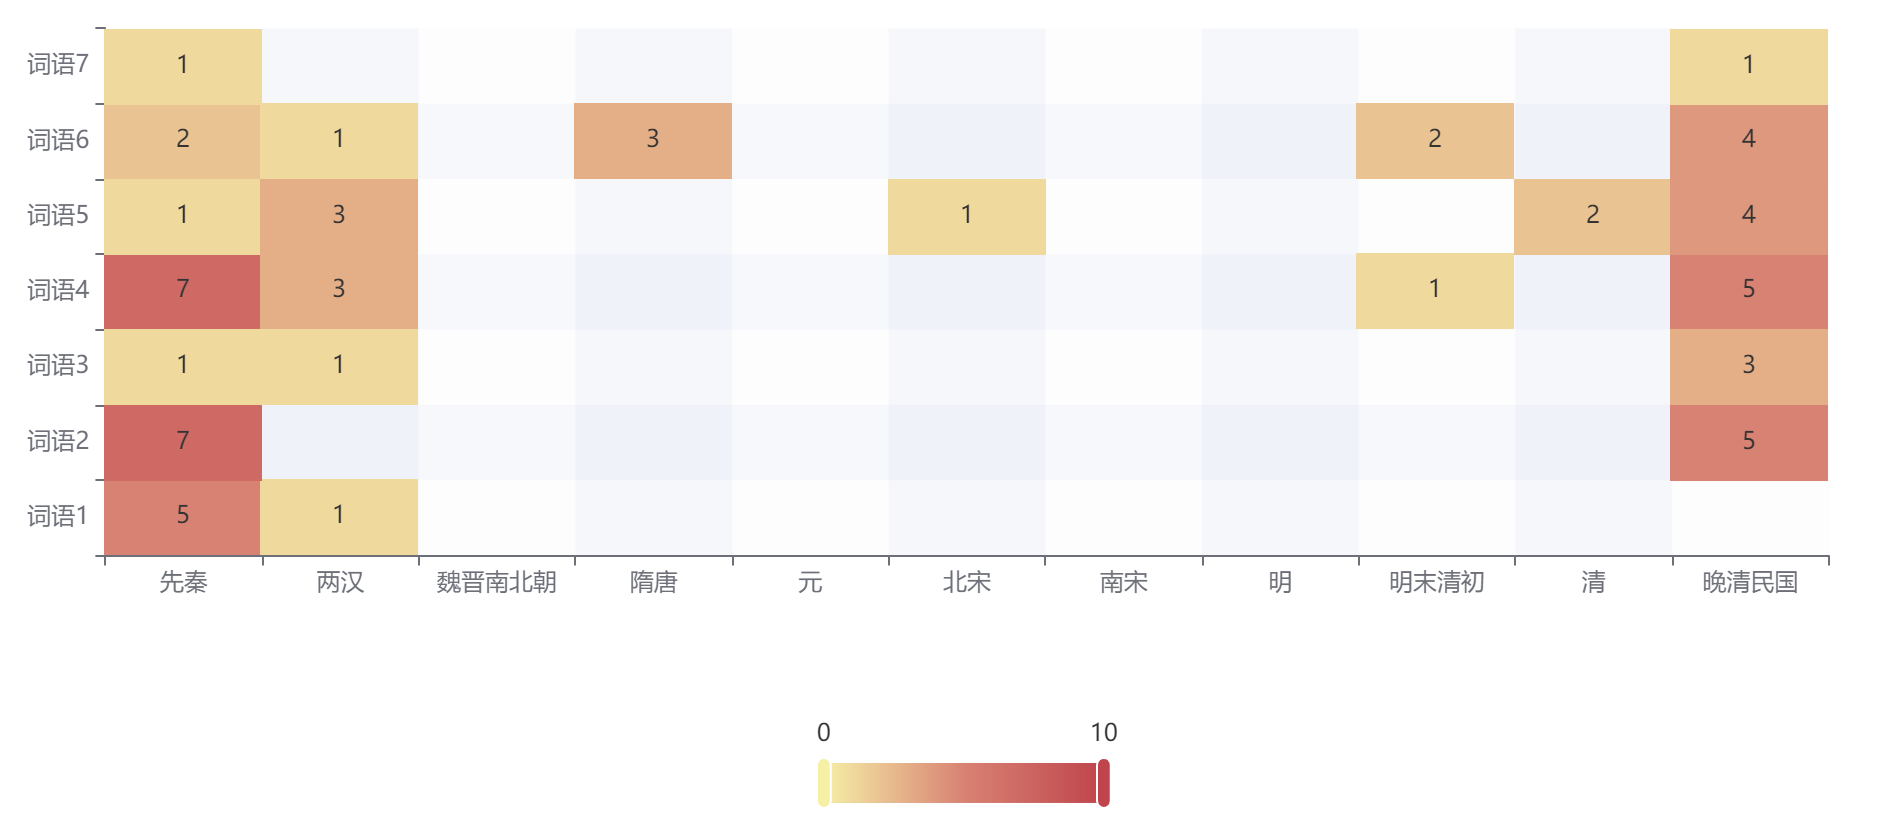 词语7 1 1
词语6 2 1 3 2 4
词语5 1 3 1 2 4
词语4 7 3 1 5
词语3 1 1 3
词语2 7 5
词语1 5 1
先秦 两汉 魏晋南北朝 隋唐 元 北宋 南宋 明 明末清初 清 晚清民国
0 10